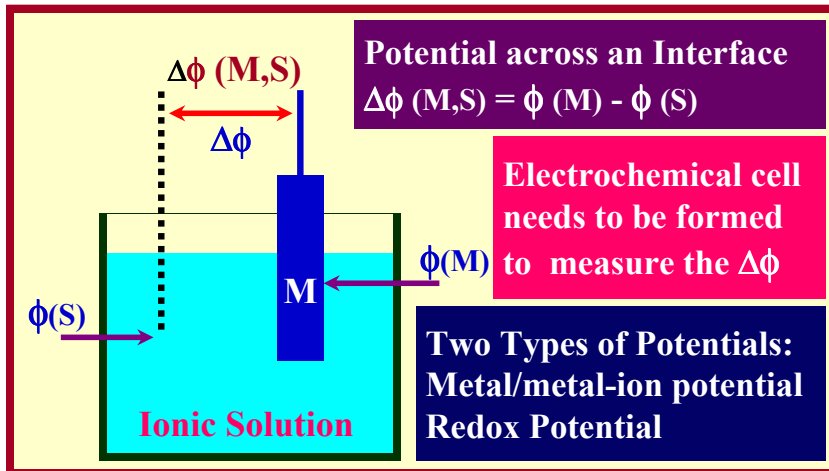 Δϕ (M,S)
Δϕ
ϕ(S)
M
ϕ(M)
Ionic Solution
Potential across an Interface
Δϕ (M,S) = ϕ (M) - ϕ (S)
Electrochemical cell
needs to be formed
to measure the Δϕ
Two Types of Potentials:
Metal/metal-ion potential
Redox Potential